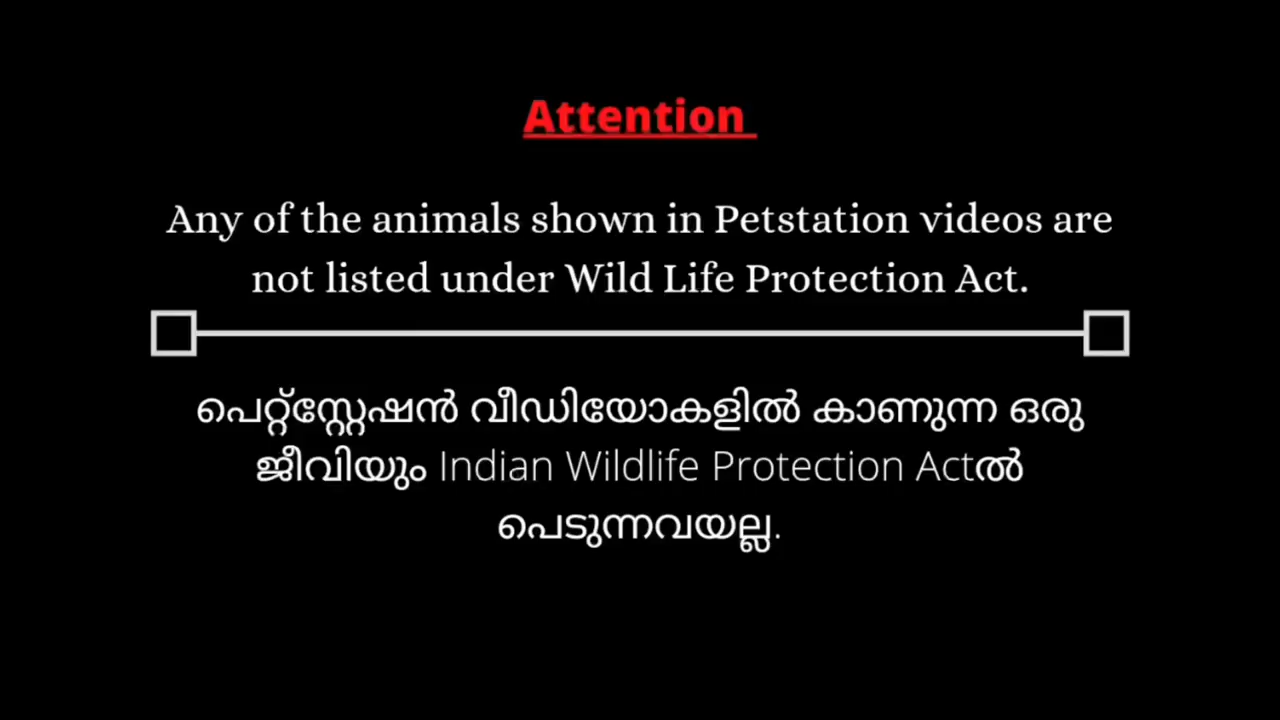 Attention
Any of the animals shown in Petstation videos are
not listed under Wild Life Protection Act.
പെറ്റ്സ്റ്റേഷൻ വീഡിയോകളിൽ കാണുന്ന ഒരു
ജീവിയും Indian Wildlife Protection Actൽ
പെടുന്നവയല്ല.